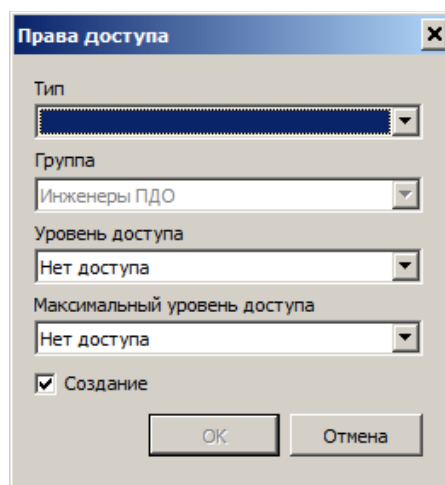 Права доступа
Тип
Группа
Инженеры ПДО
Уровень доступа
Нет доступа
Максимальный уровень доступа
Нет доступа
Создание
OK
Отмена